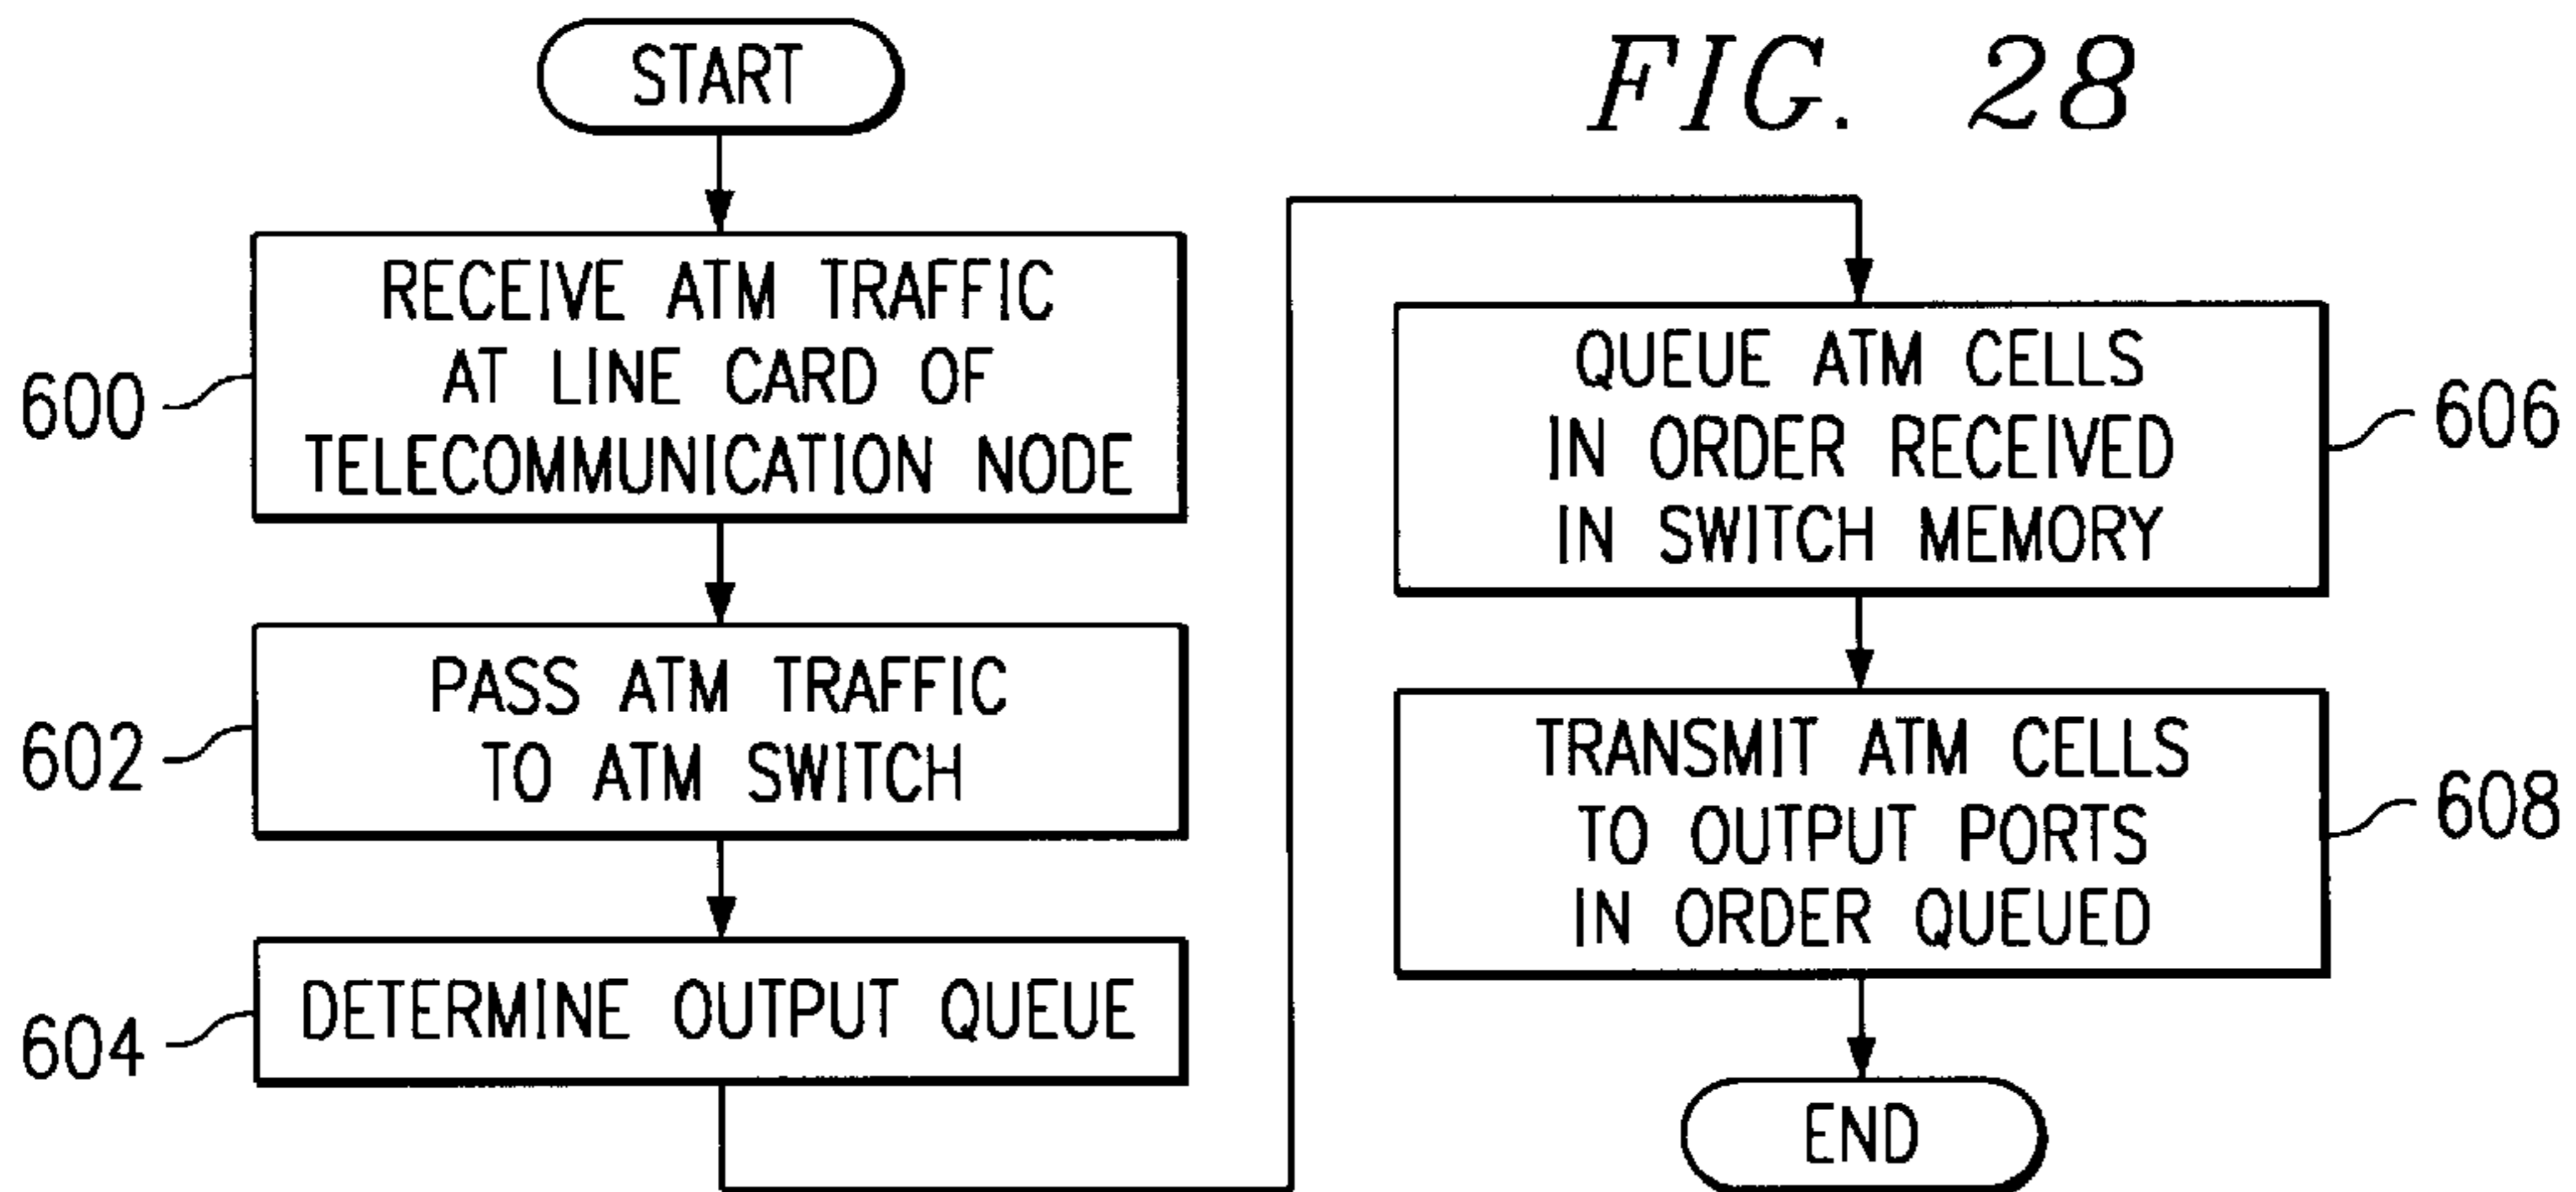 FIG. 28
START
600
RECEIVE ATM TRAFFIC
AT LINE CARD OF
TELECOMMUNICATION NODE
602
PASS ATM TRAFFIC
TO ATM SWITCH
604
DETERMINE OUTPUT QUEUE
606
QUEUE ATM CELLS
IN ORDER RECEIVED
IN SWITCH MEMORY
608
TRANSMIT ATM CELLS
TO OUTPUT PORTS
IN ORDER QUEUED
END